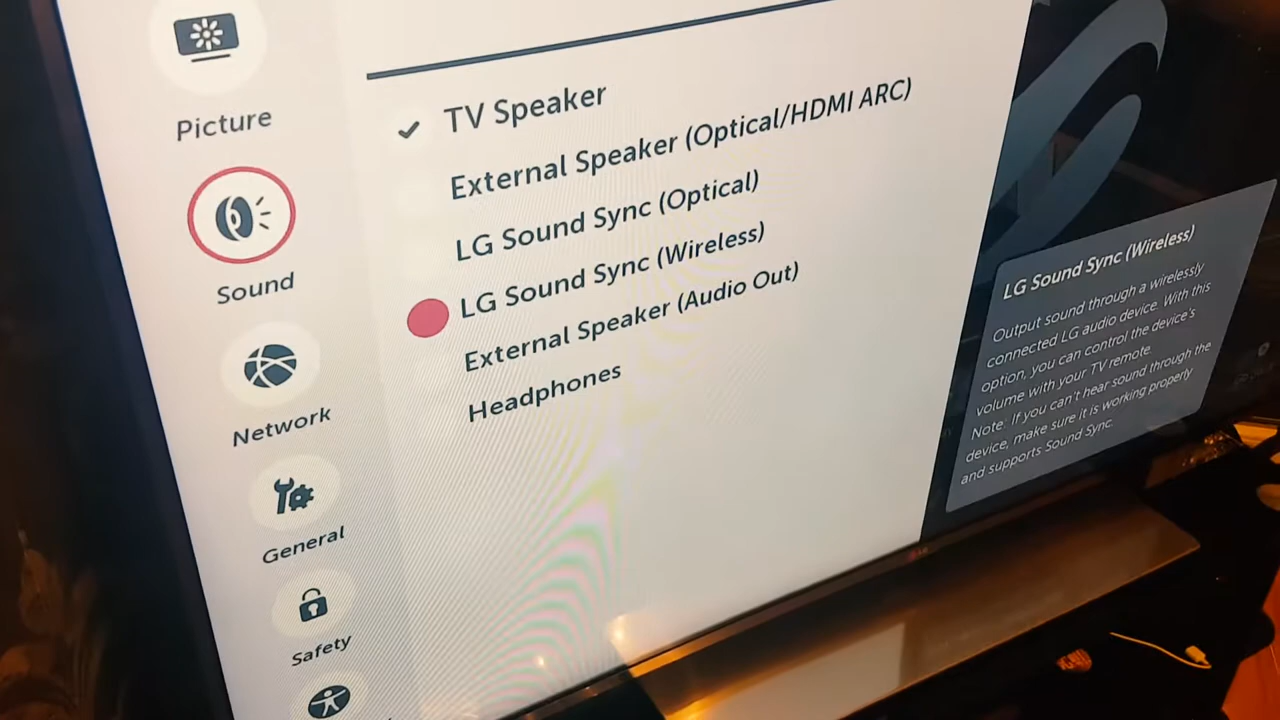 Picture
Sound
Network
General
Safety
TV Speaker
External Speaker (Optical/HDMI ARC)
LG Sound Sync (Optical)
LG Sound Sync (Wireless)
External Speaker (Audio Out)
Headphones
LG Sound Sync (Wireless)
Output sound through a wirelessly
connected LG audio device. With this
option, you can control the device's
volume with your TV remote.
Note. If you can't hear sound through the
device, make sure it is working properly
and supports Sound Sync.